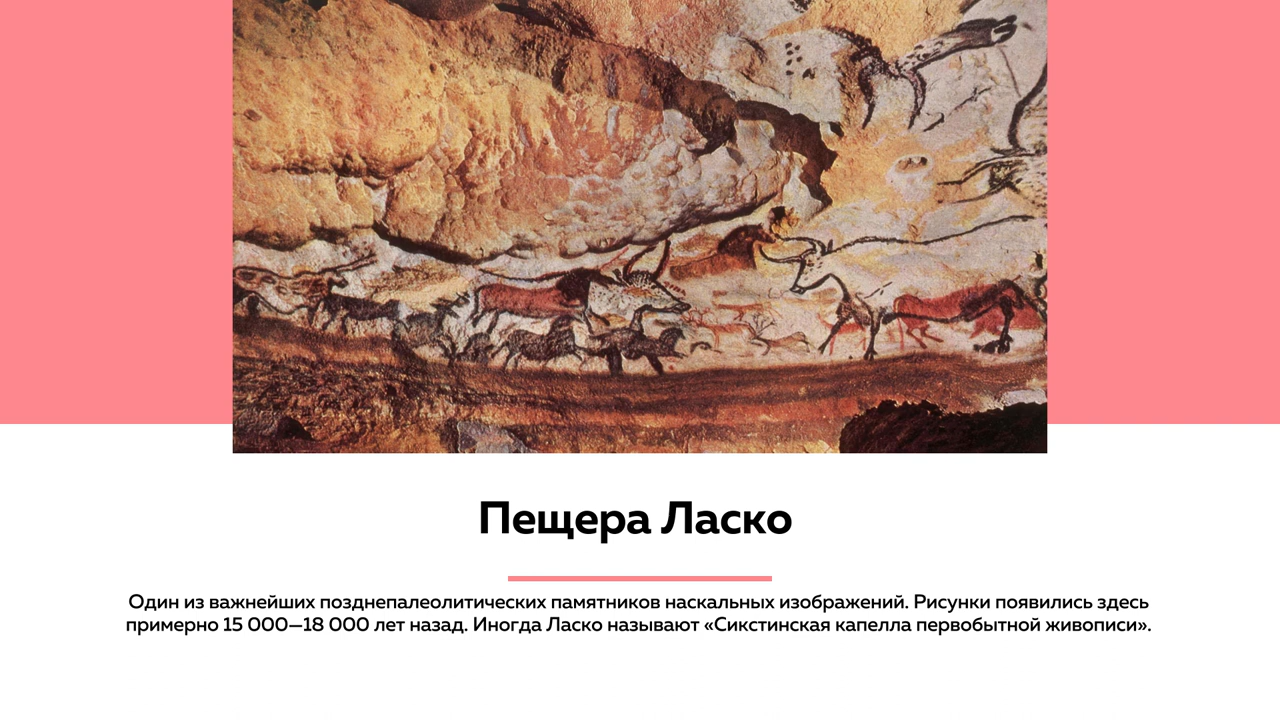 Пещера Ласко
Один из важнейших позднепалеолитических памятников наскальных изображений. Рисунки появились здесь
примерно 15 000—18 000 лет назад. Иногда Ласко называют «Сикстинская капелла первобытной живописи».